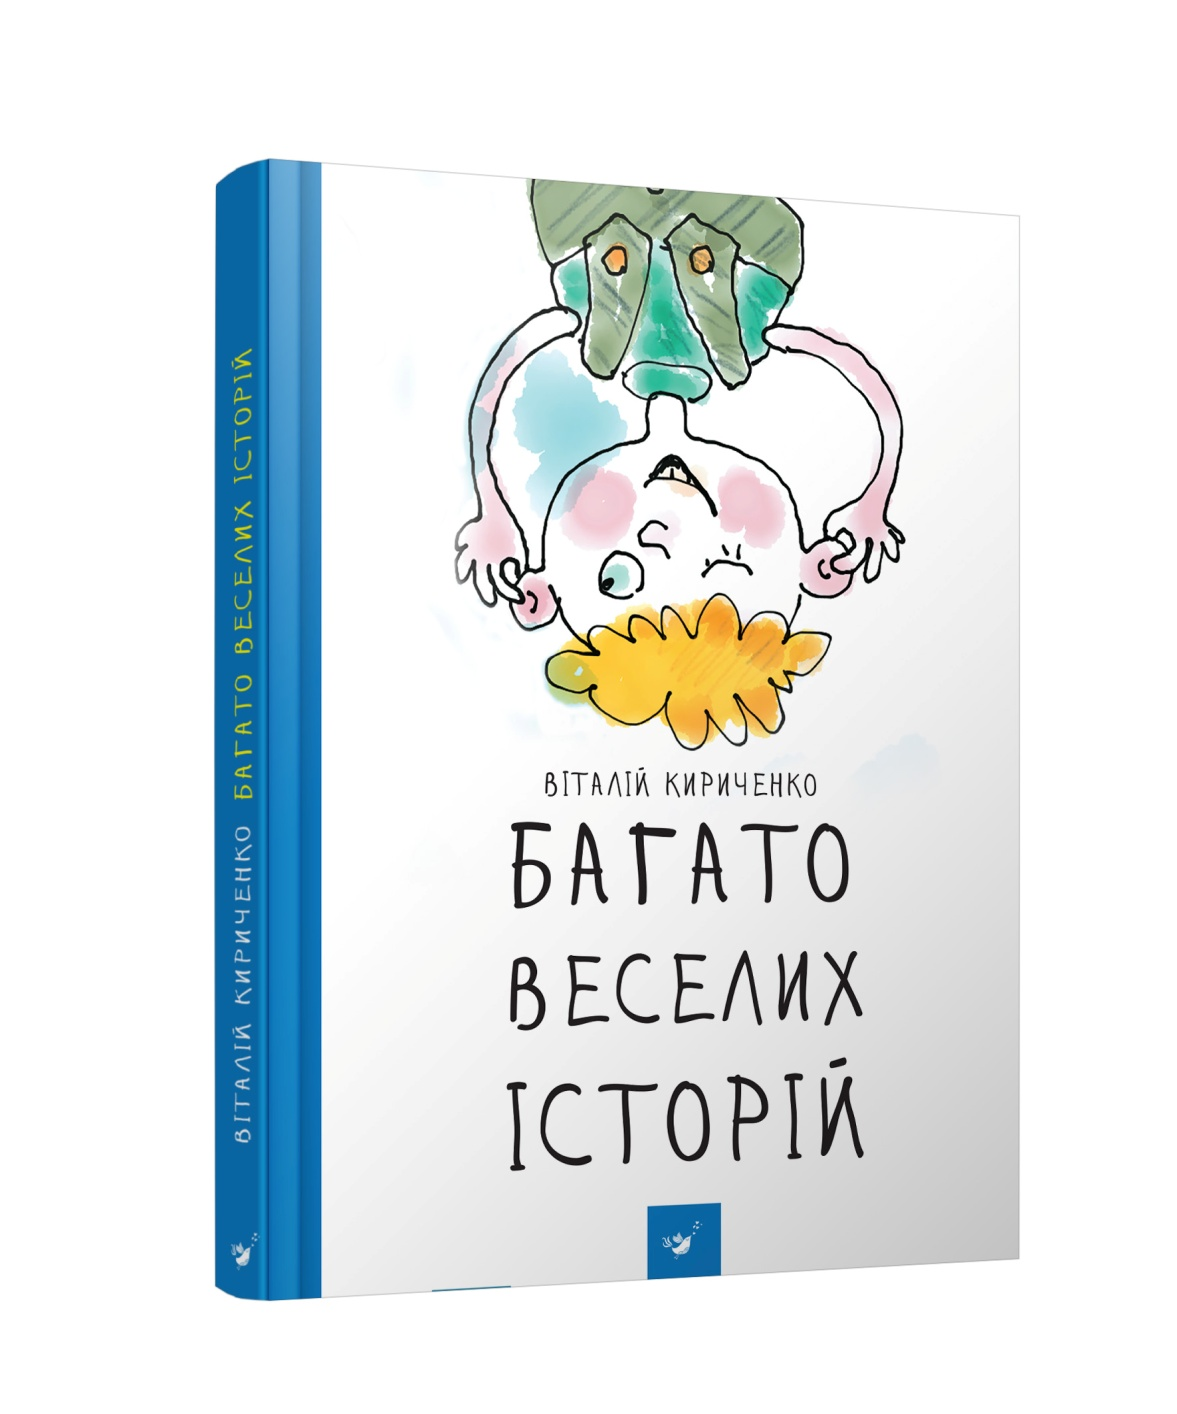 ВІТАЛІЙ КИРИЧЕНКО БАГАТО ВЕСЕЛИХ ІСТОРІЙ
ВІТАЛІЙ КИРИЧЕНКО
БАГАТО
ВЕСЕЛИХ
ІСТОРІЙ